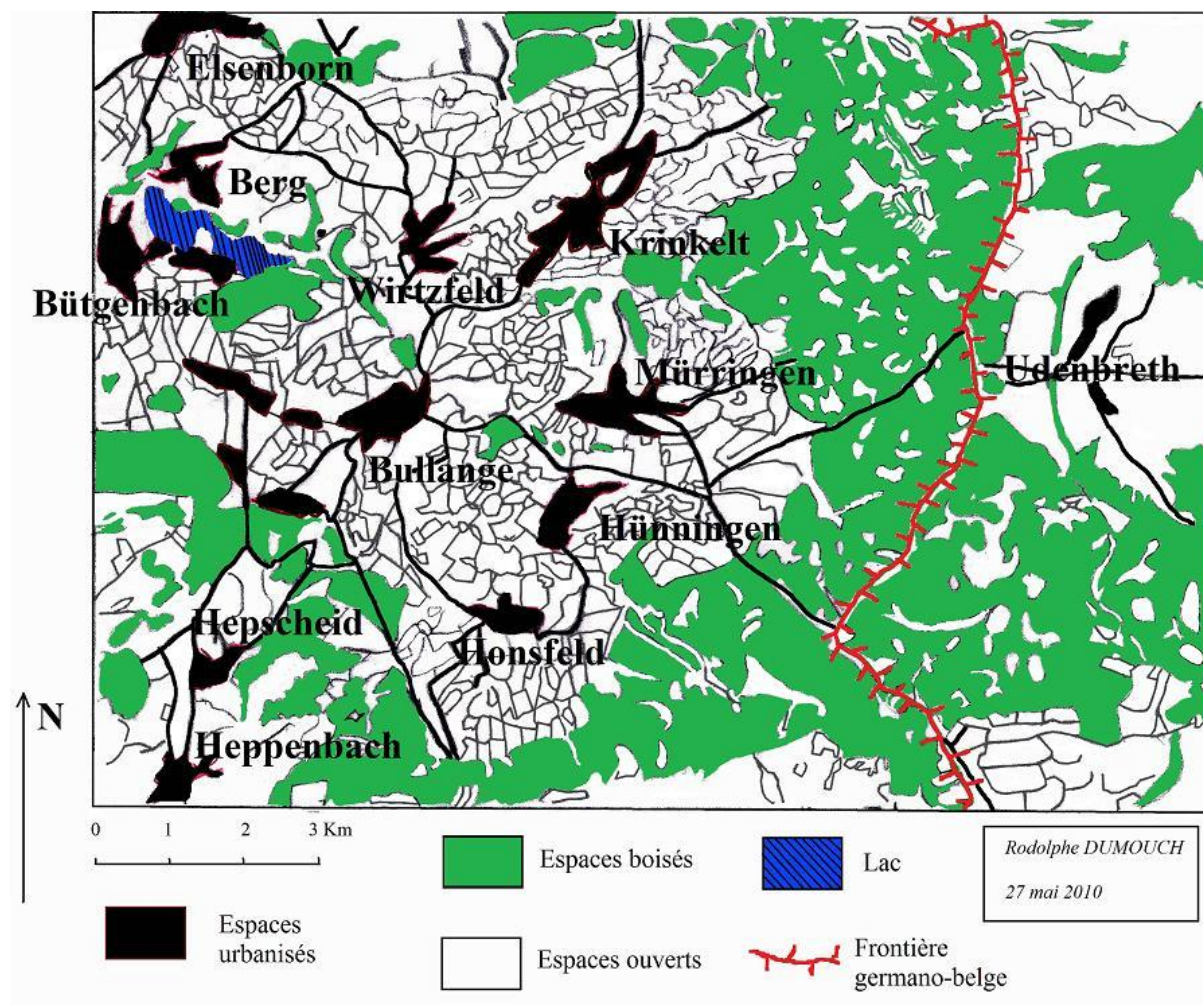 Elsenborn
Berg
Krinkelt
Bütgenbach
Wirtzfeld
Mürringen
Udenbreth
Bullange
Hünningen
Hepscheid
Honsfeld
N
Heppenbach
0 1 2 3 Km
Espaces boisés
Lac
Rodolphe DUMOUCH
27 mai 2010
Espaces
urbanisés
Espaces ouverts
Frontière
germano-belge